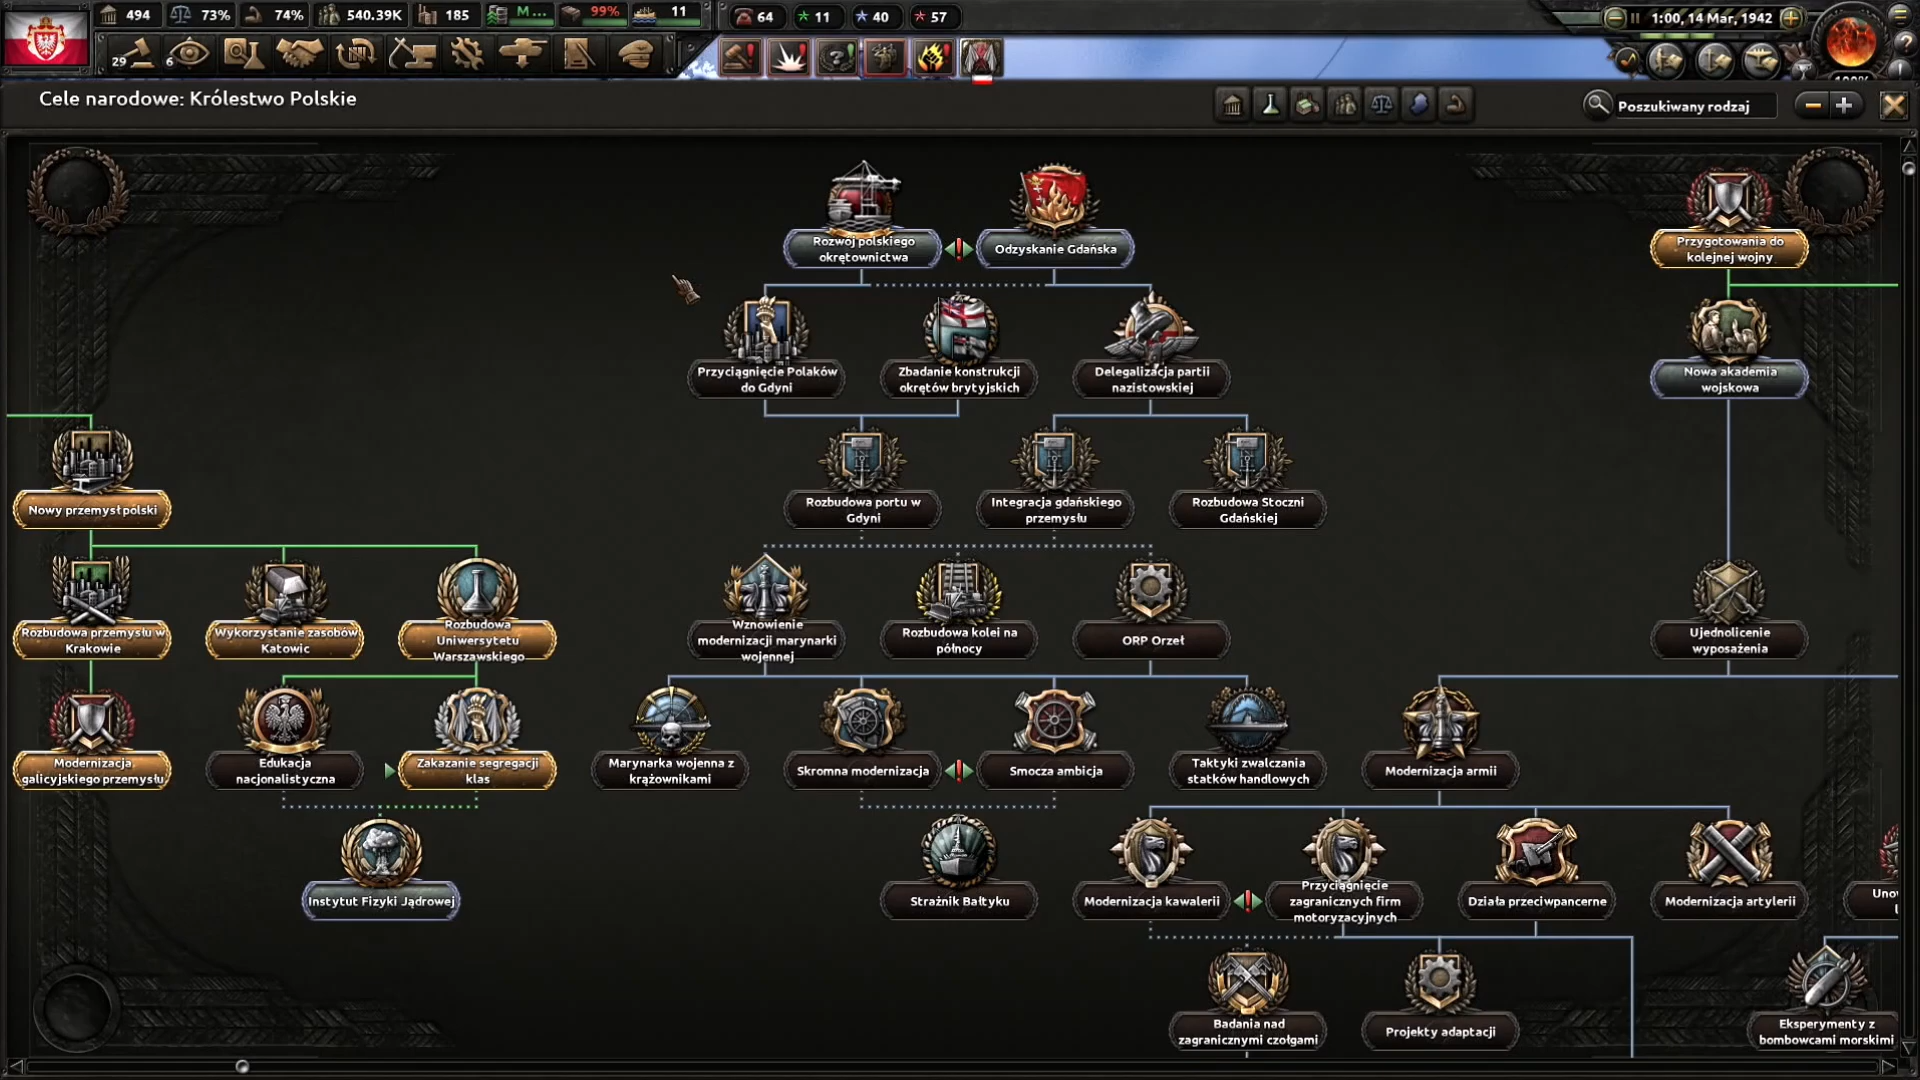 494
73%
74%
540.39K
185
M...
99%
11
64
11
40
57
1:00, 14 Mar, 1942
29
6
Cele narodowe: Królestwo Polskie
Poszukiwany rodzaj
Rozwój polskiego
okrętownictwa
Odzyskanie Gdańska
Przygotowania do
kolejnej wojny
Przyciągnięcie Polaków
do Gdyni
Zbadanie konstrukcji
okrętów brytyjskich
Delegalizacja partii
nazistowskiej
Nowa akademia
wojskowa
Nowy przemysł polski
Rozbudowa portu w
Gdyni
Integracja gdańskiego
przemysłu
Rozbudowa Stoczni
Gdańskiej
Rozbudowa przemysłu w
Krakowie
Wykorzystanie zasobów
Katowic
Rozbudowa
Uniwersytetu
Warszawskiego
Wznowienie
modernizacji marynarki
wojennej
Rozbudowa kolei na
północy
ORP Orzeł
Ujednolicenie
wyposażenia
Modernizacja
galicyjskiego przemysłu
Edukacja
nacjonalistyczna
Zakazanie segregacji
klas
Marynarka wojenna z
krążownikami
Skromna modernizacja
Smocza ambicja
Taktyki zwalczania
statków handlowych
Modernizacja armii
Instytut Fizyki Jądrowej
Strażnik Bałtyku
Modernizacja kawalerii
Przyciągnięcie
zagranicznych firm
motoryzacyjnych
Działa przeciwpancerne
Modernizacja artylerii
Badania nad
zagranicznymi czołgami
Projekty adaptacji
Eksperymenty z
bombowcami morskimi